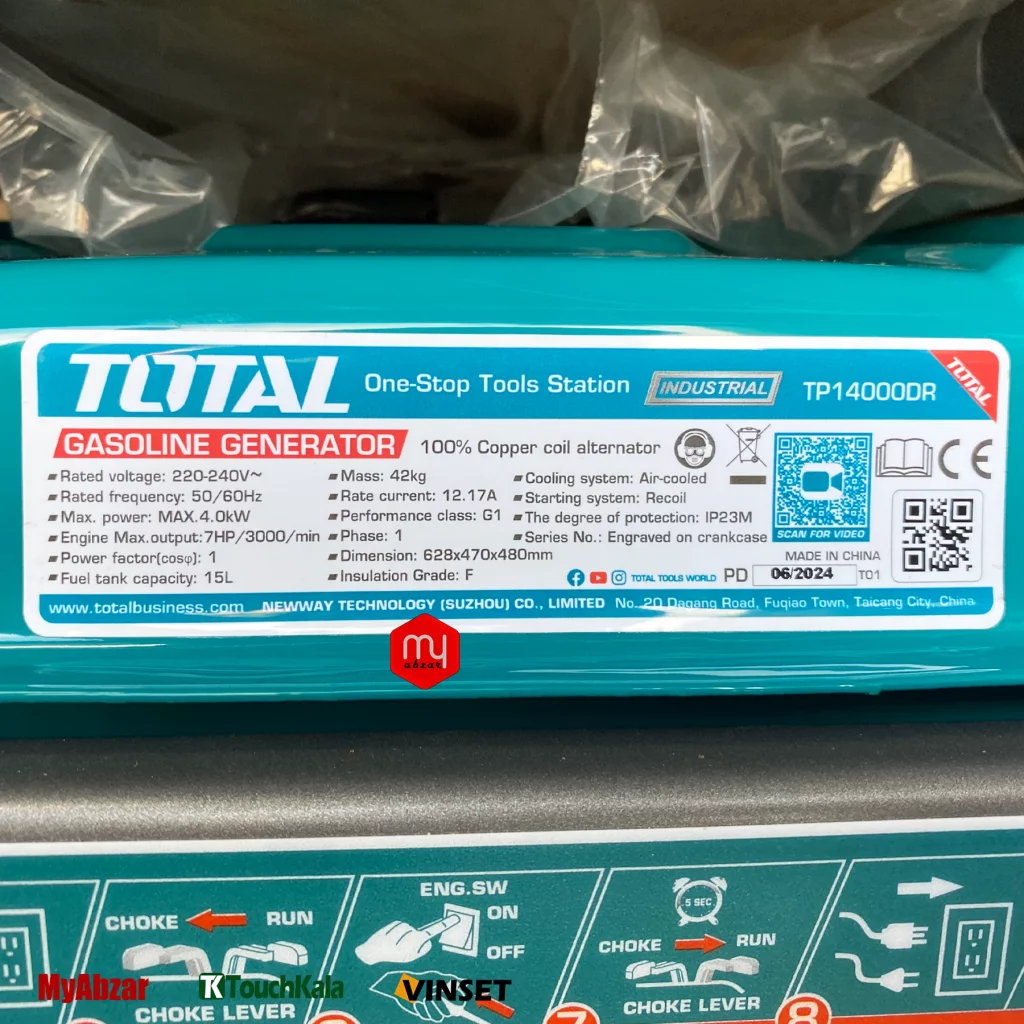 TOTAL One-Stop Tools Station INDUSTRIAL TP14000DR TOTAL
GASOLINE GENERATOR 100% Copper coil alternator
Rated voltage: 220-240V~
Rated frequency: 50/60Hz
Max. power: MAX.4.0kW
Engine Max.output:7HP/3000/min
Power factor(cosφ): 1
Fuel tank capacity: 15L
Mass: 42kg
Rate current: 12.17A
Performance class: G1
Phase: 1
Dimension: 628x470x480mm
Insulation Grade: F
Cooling system: Air-cooled
Starting system: Recoil
The degree of protection: IP23M
Series No.: Engraved on crankcase
SCAN FOR VIDEO
CE
MADE IN CHINA
TOTAL TOOLS WORLD PD 06/2024 T01
www.totalbusiness.com NEWWAY TECHNOLOGY (SUZHOU) CO., LIMITED No. 20 Dagang Road, Fuqiao Town, Taicang City, China
my
abzar
CHOKE RUN
CHOKE LEVER
ENG.SW
ON
OFF
5 SEC
CHOKE RUN
CHOKE LEVER
7
8
MyAbzar TK TouchKala VINSET